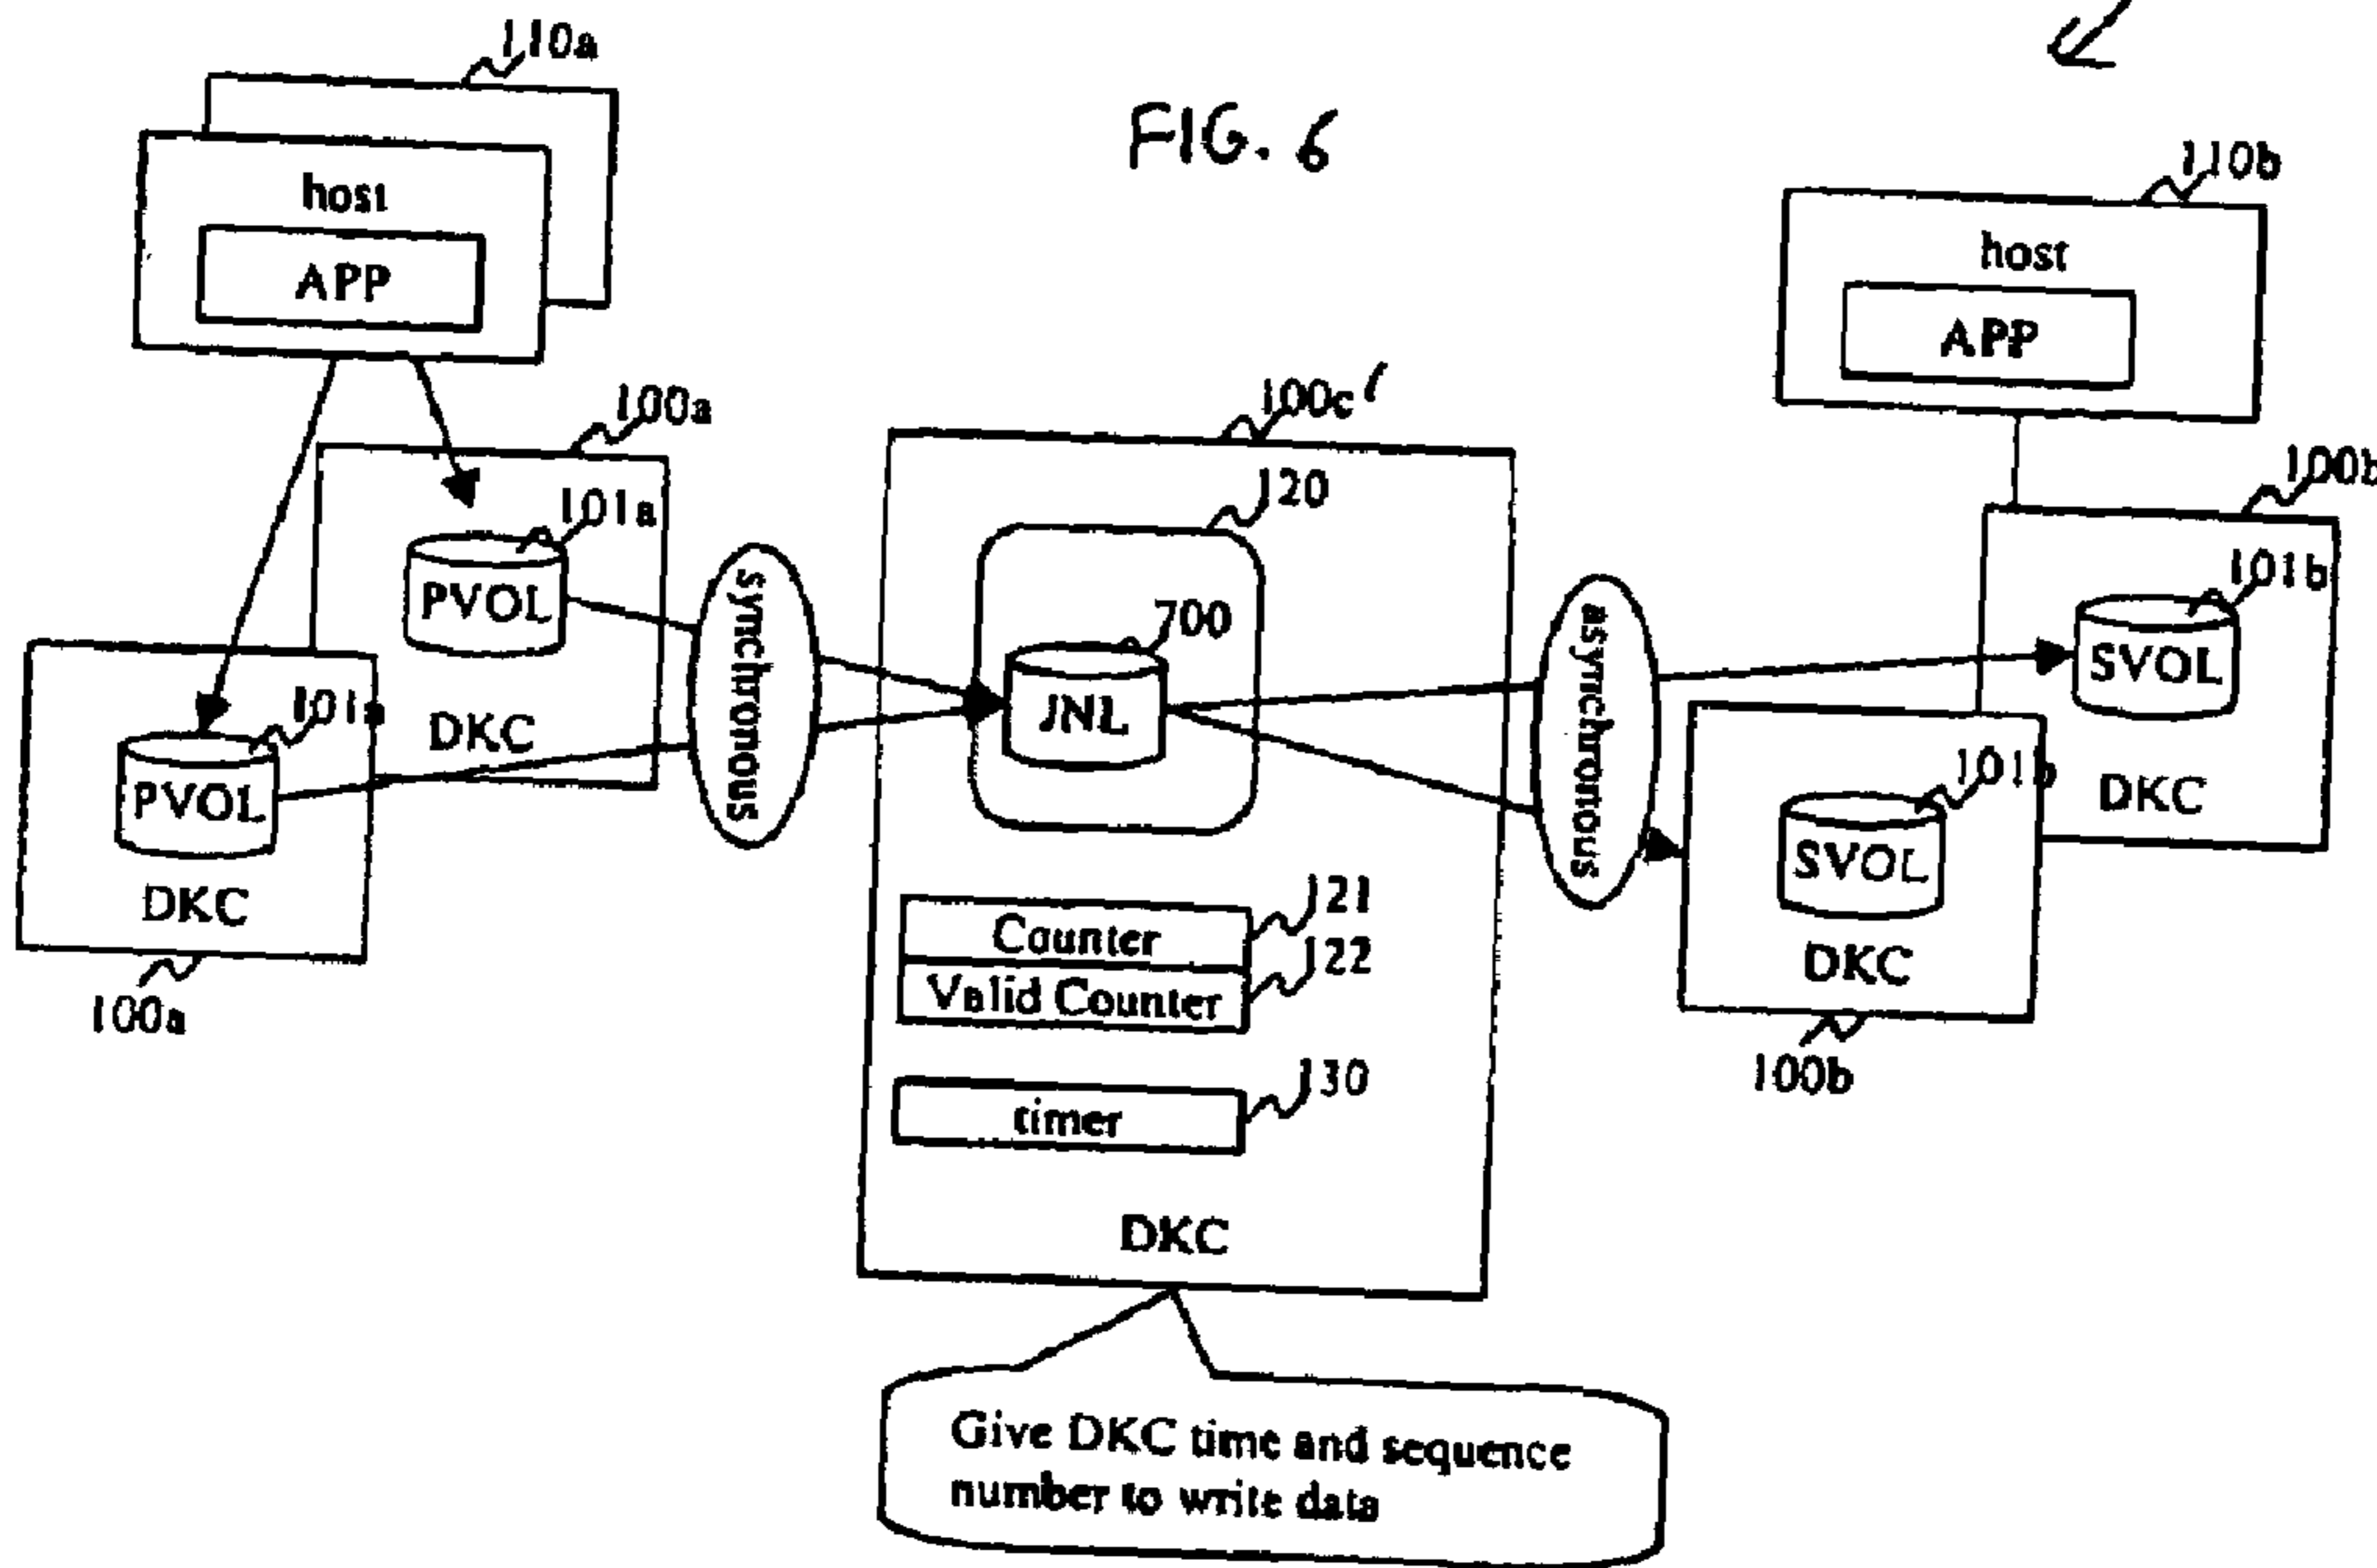 110a
FIG. 6
110b
host
APP
host
APP
100a
100c'
100b
101a
120
101b
PVOL
synchronous
700
asynchronous
SVOL
101a
DKC
JNL
101b
PVOL
DKC
SVOL
DKC
121
Counter
122
Valid Counter
DKC
100a
130
timer
100b
DKC
Give DKC time and sequence
number to write data